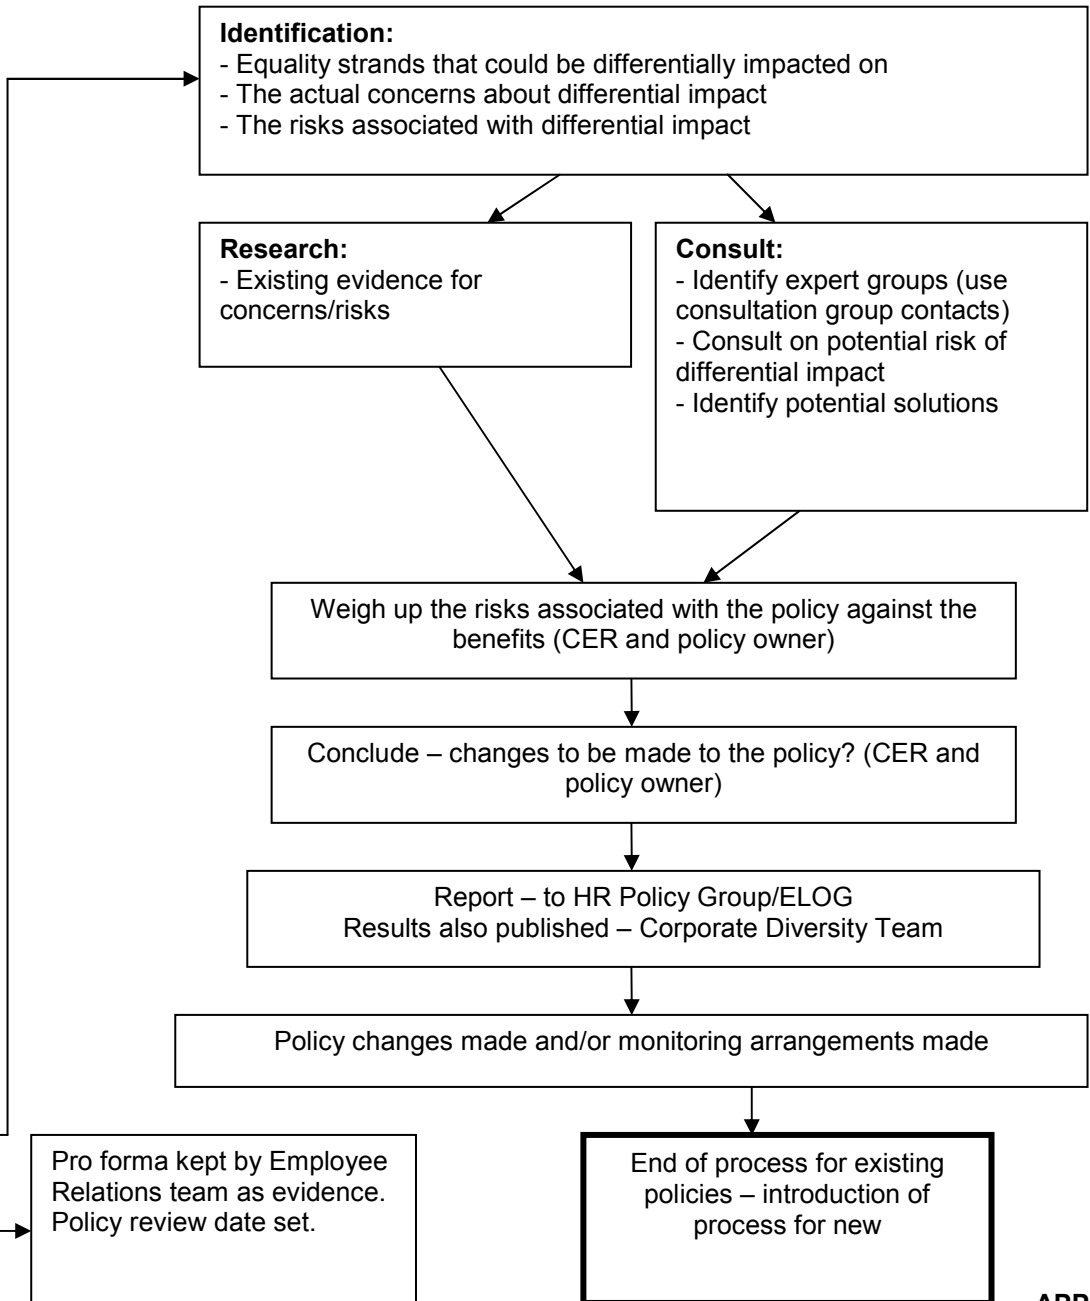 Identification:
- Equality strands that could be differentially impacted on
- The actual concerns about differential impact
- The risks associated with differential impact
Research:
- Existing evidence for
concerns/risks
Consult:
- Identify expert groups (use
consultation group contacts)
- Consult on potential risk of
differential impact
- Identify potential solutions
Weigh up the risks associated with the policy against the
benefits (CER and policy owner)
Conclude – changes to be made to the policy? (CER and
policy owner)
Report – to HR Policy Group/ELOG
Results also published – Corporate Diversity Team
Policy changes made and/or monitoring arrangements made
Pro forma kept by Employee
Relations team as evidence.
Policy review date set.
End of process for existing
policies – introduction of
process for new